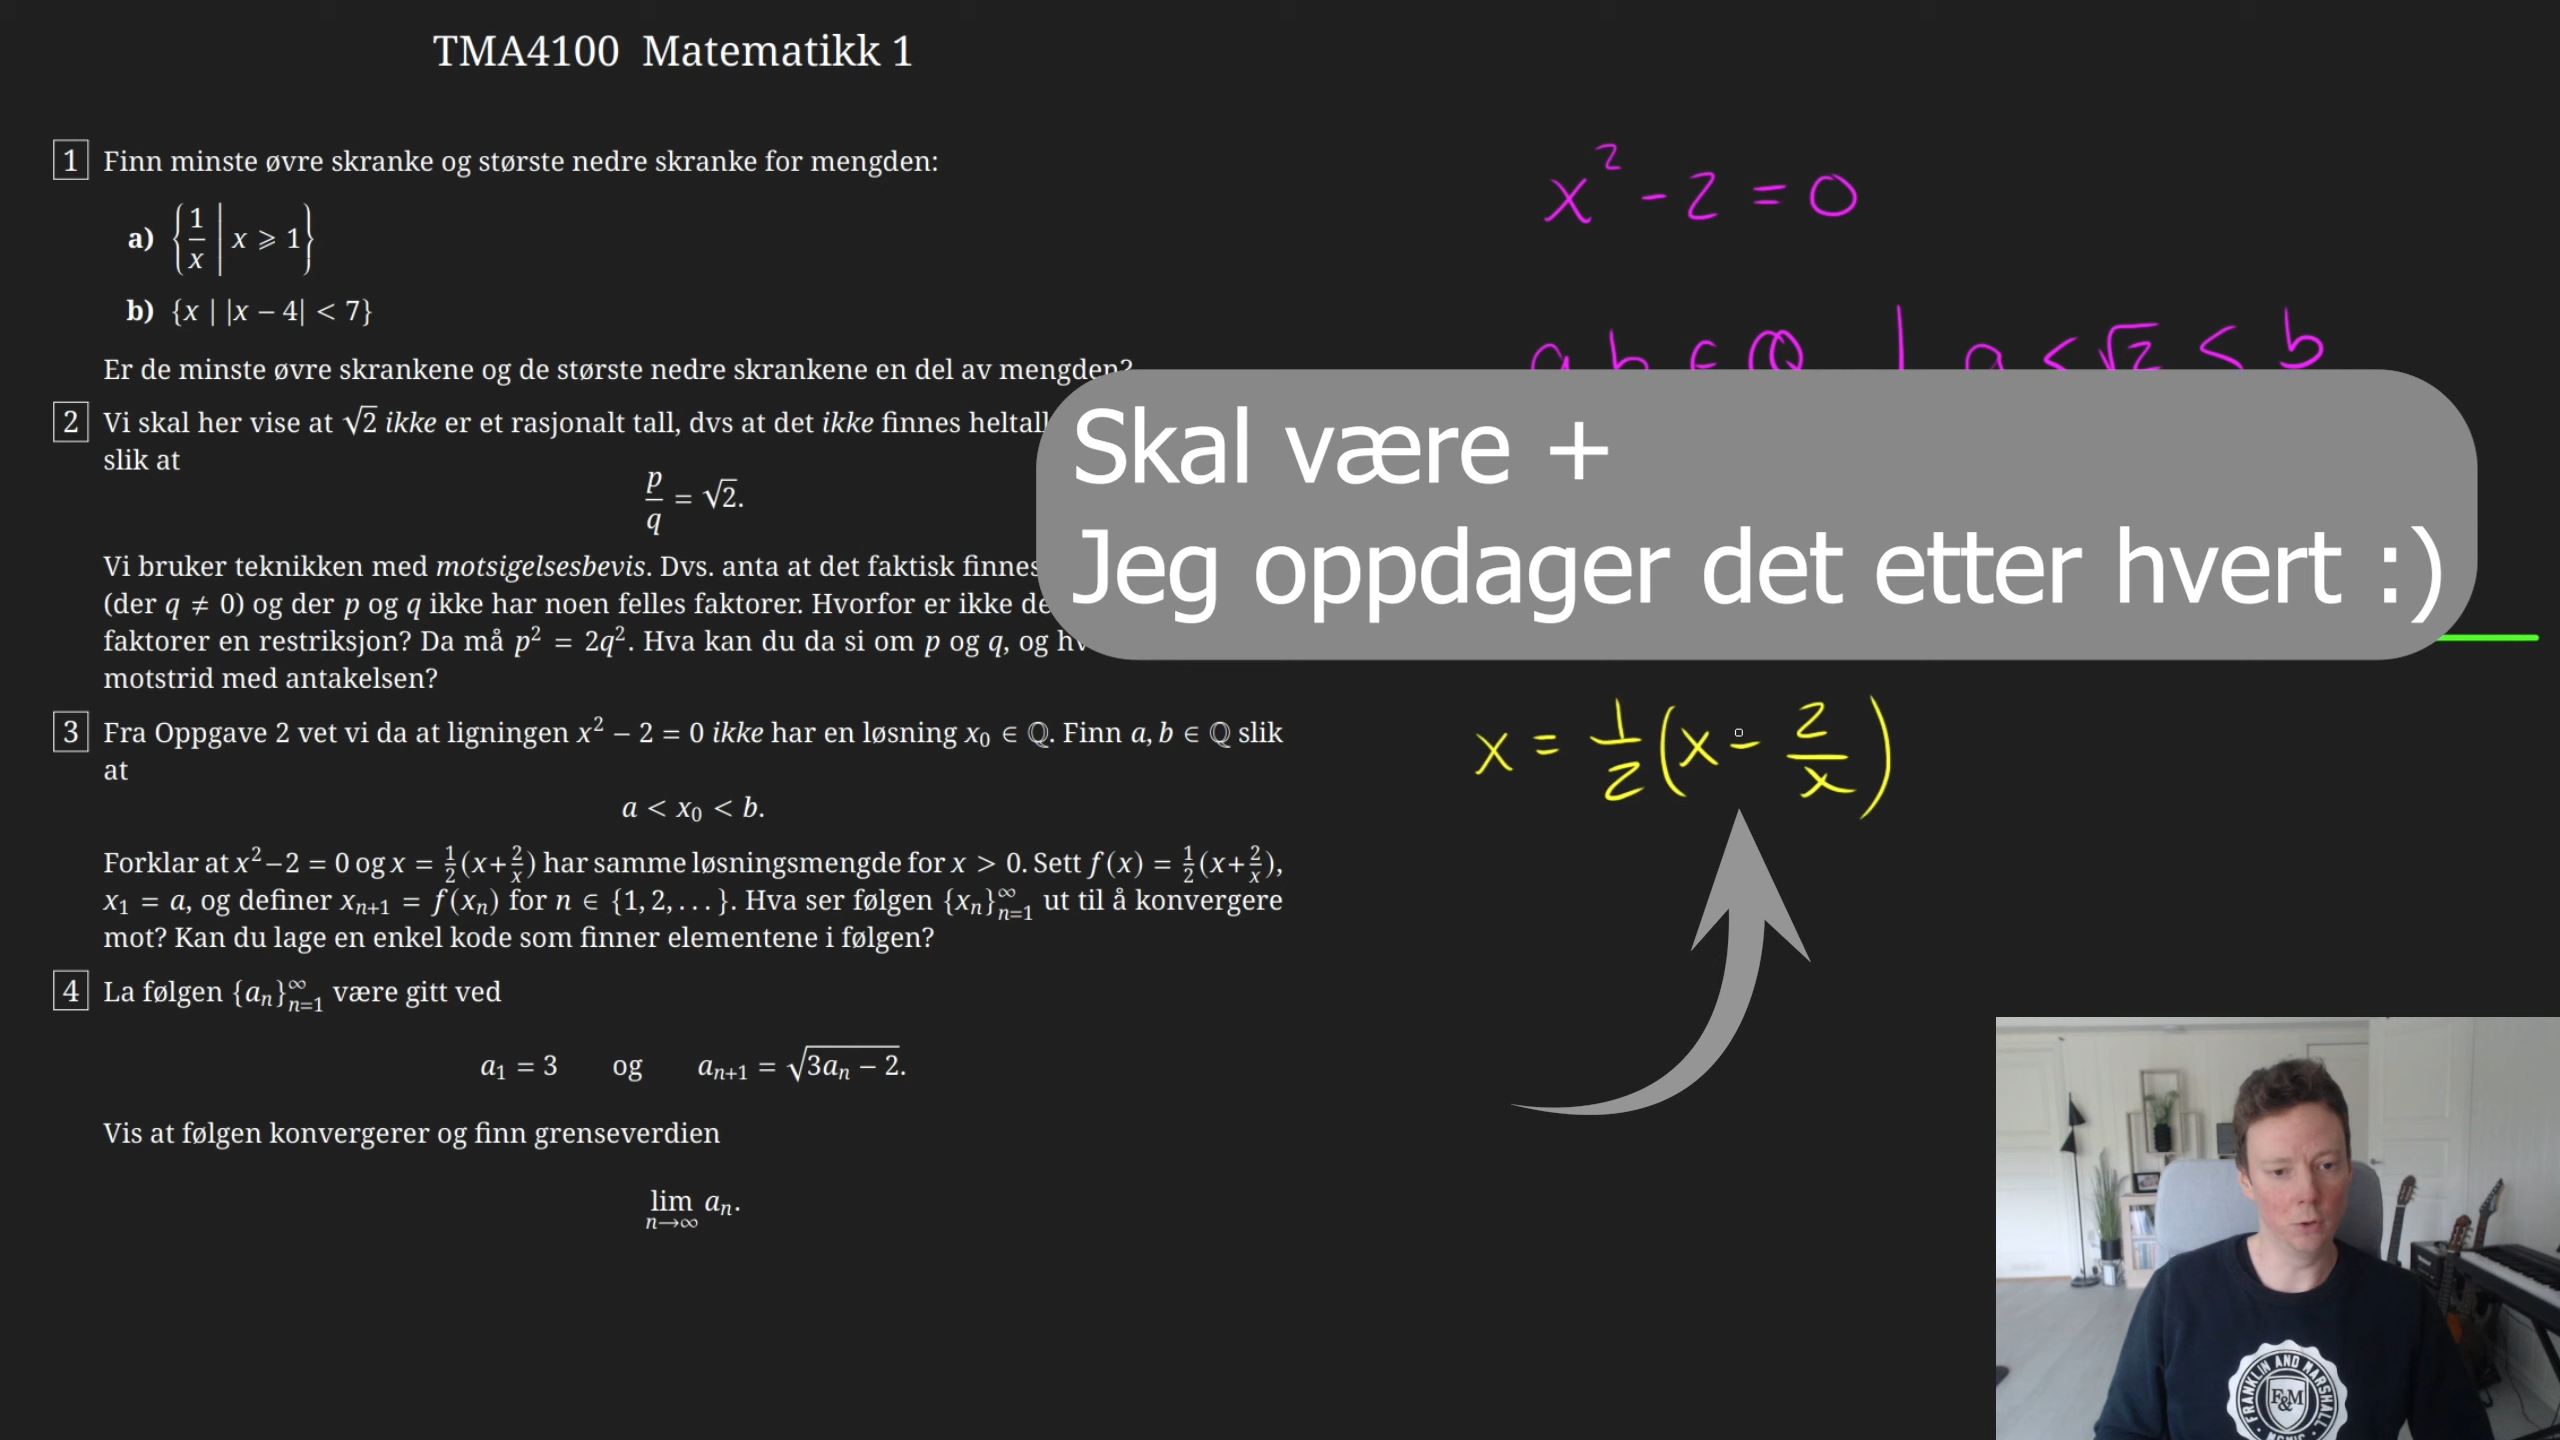 TMA4100 Matematikk 1
1 Finn minste øvre skranke og største nedre skranke for mengden:
a) {1/x | x ⩾ 1}
b) {x | |x − 4| < 7}
Er de minste øvre skrankene og de største nedre skrankene en del av mengden?
2 Vi skal her vise at √2 ikke er et rasjonalt tall, dvs at det ikke finnes heltall
slik at
p/q = √2.
Vi bruker teknikken med motsigelsesbevis. Dvs. anta at det faktisk finnes
(der q ≠ 0) og der p og q ikke har noen felles faktorer. Hvorfor er ikke
faktorer en restriksjon? Da må p² = 2q². Hva kan du da si om p og q, og
motstrid med antakelsen?
3 Fra Oppgave 2 vet vi da at ligningen x² − 2 = 0 ikke har en løsning x₀ ∈ ℚ. Finn a, b ∈ ℚ slik
at
a < x₀ < b.
Forklar at x² − 2 = 0 og x = ½(x + 2/x) har samme løsningsmengde for x > 0. Sett f(x) = ½(x + 2/x),
x₁ = a, og definer xₙ₊₁ = f(xₙ) for n ∈ {1, 2, . . . }. Hva ser følgen {xₙ}∞ₙ₌₁ ut til å konvergere
mot? Kan du lage en enkel kode som finner elementene i følgen?
4 La følgen {aₙ}∞ₙ₌₁ være gitt ved
a₁ = 3 og aₙ₊₁ = √(3aₙ − 2).
Vis at følgen konvergerer og finn grenseverdien
lim n→∞ aₙ.
x² - 2 = 0
a < √2 < b
Skal være +
Jeg oppdager det etter hvert :)
x = 1/2 (x - 2/x)
FRANKLIN AND MARSHALL
F&M